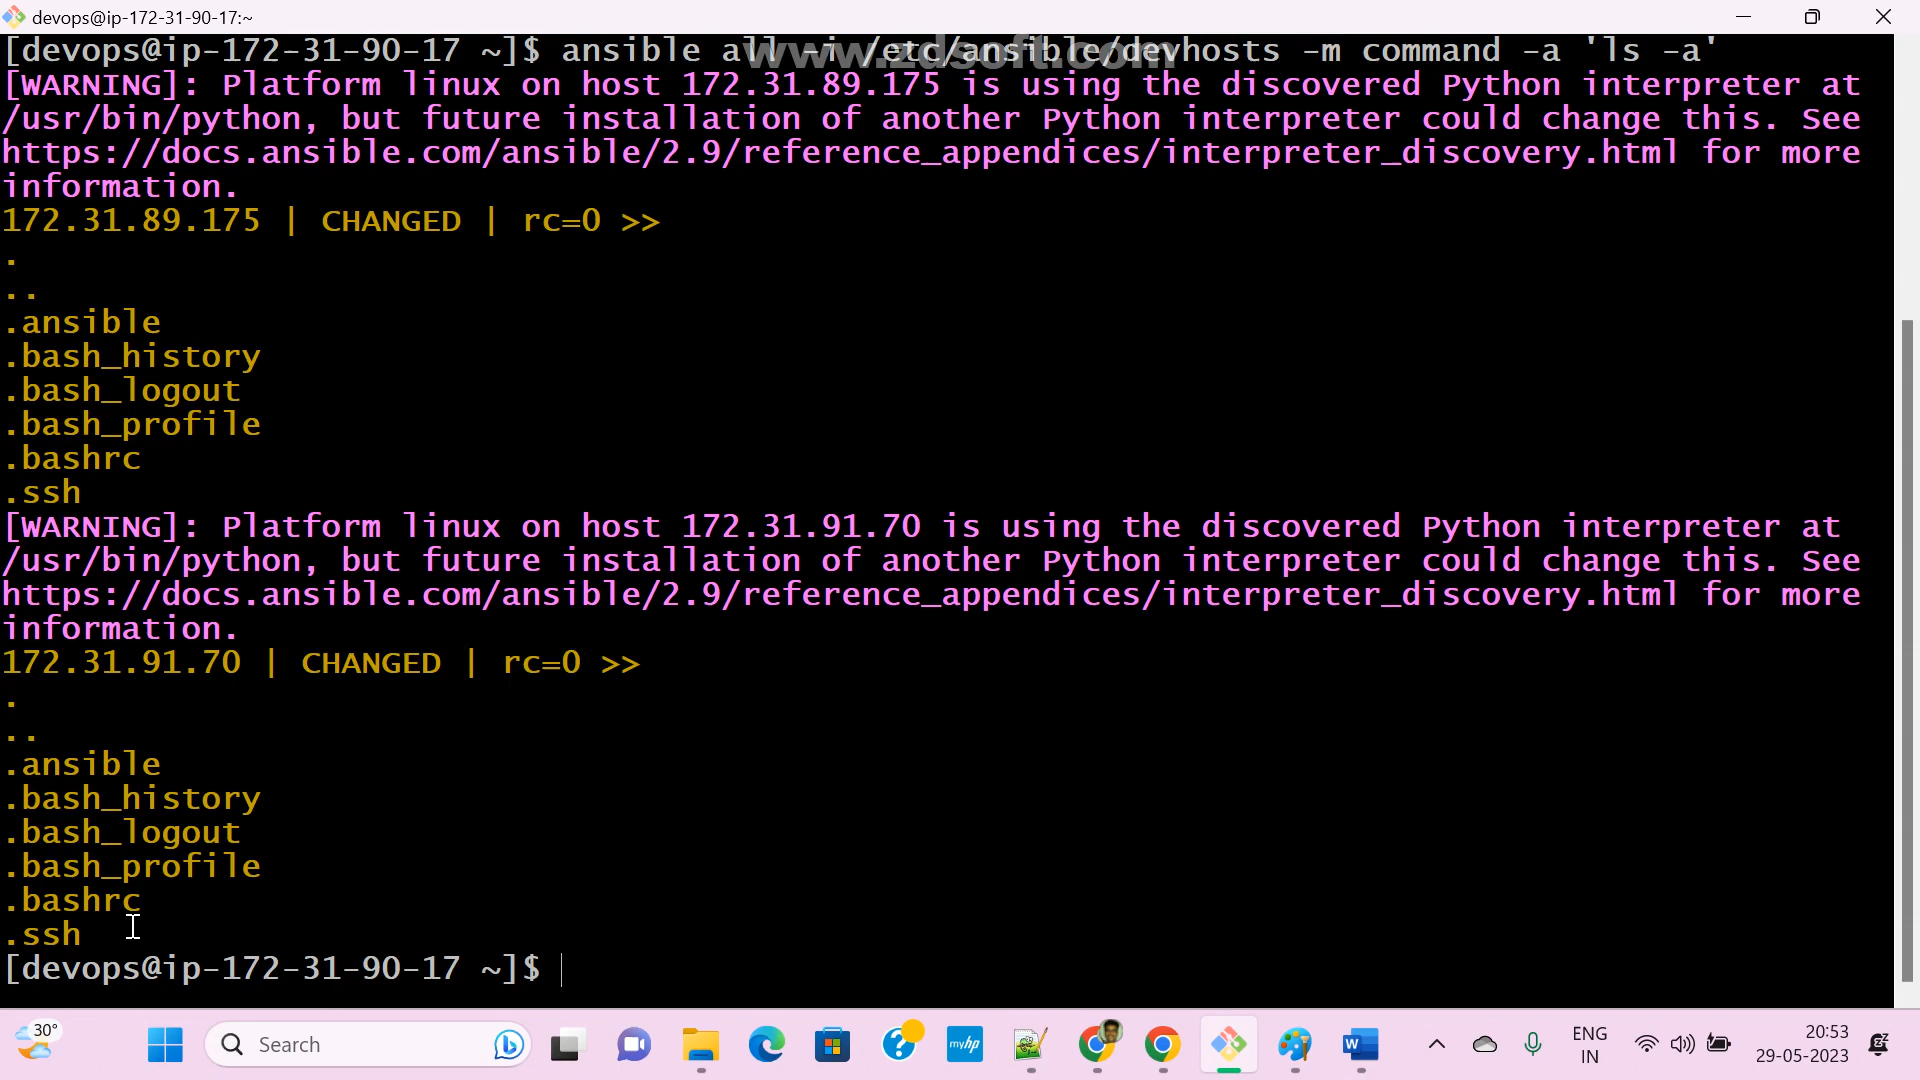 devops@ip-172-31-90-17:~
[devops@ip-172-31-90-17 ~]$ ansible all -i /etc/ansible/devhosts -m command -a 'ls -a'
www.zdsoft.com
[WARNING]: Platform linux on host 172.31.89.175 is using the discovered Python interpreter at
/usr/bin/python, but future installation of another Python interpreter could change this. See
https://docs.ansible.com/ansible/2.9/reference_appendices/interpreter_discovery.html for more
information.
172.31.89.175 | CHANGED | rc=0 >>
.
..
.ansible
.bash_history
.bash_logout
.bash_profile
.bashrc
.ssh
[WARNING]: Platform linux on host 172.31.91.70 is using the discovered Python interpreter at
/usr/bin/python, but future installation of another Python interpreter could change this. See
https://docs.ansible.com/ansible/2.9/reference_appendices/interpreter_discovery.html for more
information.
172.31.91.70 | CHANGED | rc=0 >>
.
..
.ansible
.bash_history
.bash_logout
.bash_profile
.bashrc
.ssh
[devops@ip-172-31-90-17 ~]$
30°
Search
myhp
W
ENG
IN
20:53
29-05-2023